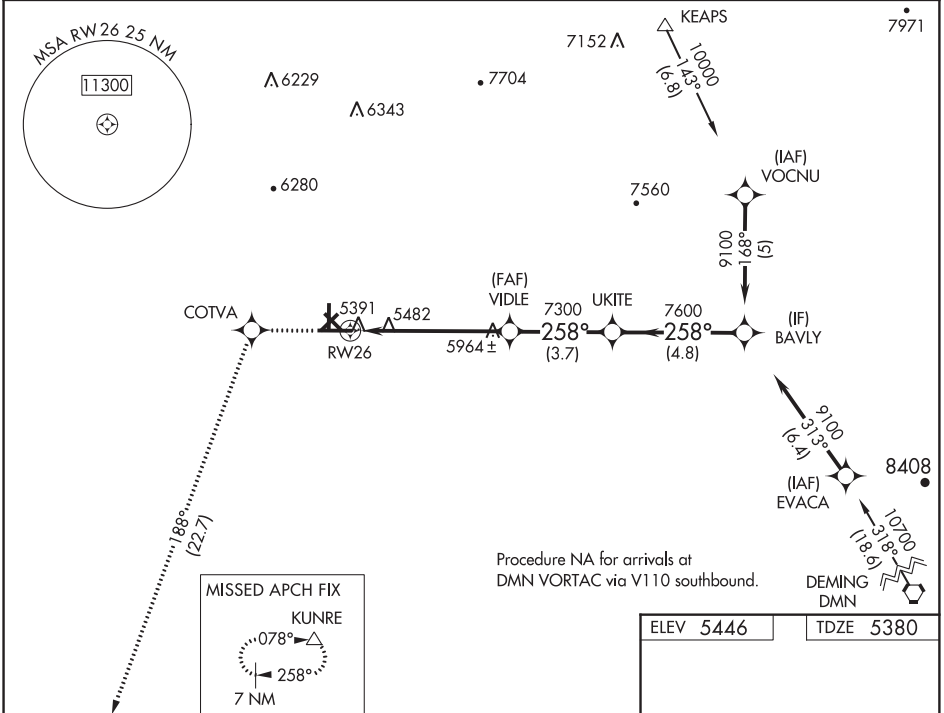 MSA RW26 25 NM
11300
6229
6343
7704
6280
7152
KEAPS
7971
10000
143°
(6.8)
(IAF)
VOCNU
7560
9100
168°
(5)
COTVA
5391
5482
RW26
5964±
(FAF)
VIDLE
7300
258°
(3.7)
UKITE
7600
258°
(4.8)
(IF)
BAVLY
9100
313°
(6.4)
(IAF)
EVACA
8408
10700
318°
(18.6)
DEMING
DMN
188°
(22.7)
Procedure NA for arrivals at
DMN VORTAC via V110 southbound.
MISSED APCH FIX
KUNRE
078°
258°
7 NM
ELEV 5446
TDZE 5380